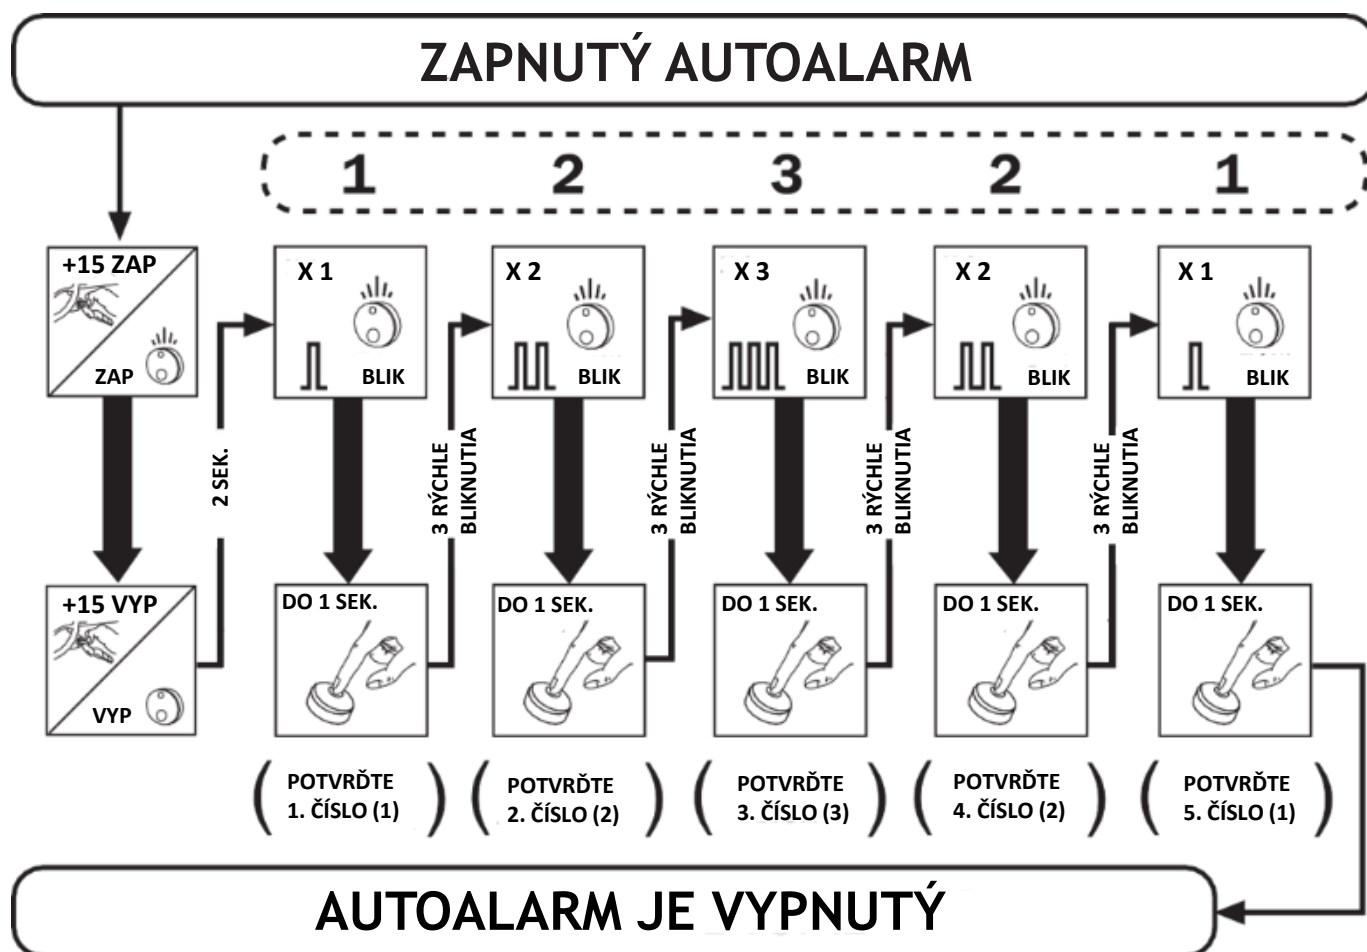 ZAPNUTÝ AUTOALARM
1 2 3 2 1
+15 ZAP
ZAP
X 1
BLIK
X 2
BLIK
X 3
BLIK
X 2
BLIK
X 1
BLIK
2 SEK.
3 RÝCHLE
BLIKNUTIA
3 RÝCHLE
BLIKNUTIA
3 RÝCHLE
BLIKNUTIA
3 RÝCHLE
BLIKNUTIA
+15 VYP
VYP
DO 1 SEK.
DO 1 SEK.
DO 1 SEK.
DO 1 SEK.
DO 1 SEK.
( POTVRĎTE
1. ČÍSLO (1) )
( POTVRĎTE
2. ČÍSLO (2) )
( POTVRĎTE
3. ČÍSLO (3) )
( POTVRĎTE
4. ČÍSLO (2) )
( POTVRĎTE
5. ČÍSLO (1) )
AUTOALARM JE VYPNUTÝ